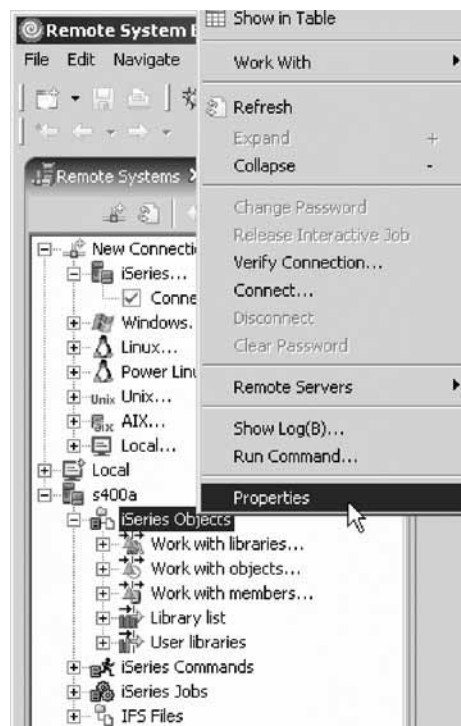 Remote System E
File Edit Navigate
Remote Systems
New Connecti
iSeries...
Conne
Windows.
Linux...
Power Linu
Unix Unix...
AIX...
Local...
Local
s400a
iSeries Objects
Work with libraries...
Work with objects...
Work with members...
Library list
User libraries
iSeries Commands
iSeries Jobs
IFS Files
Show in Table
Work With
Refresh
Expand +
Collapse -
Change Password
Release Interactive Job
Verify Connection...
Connect...
Disconnect
Clear Password
Remote Servers
Show Log(B)...
Run Command...
Properties